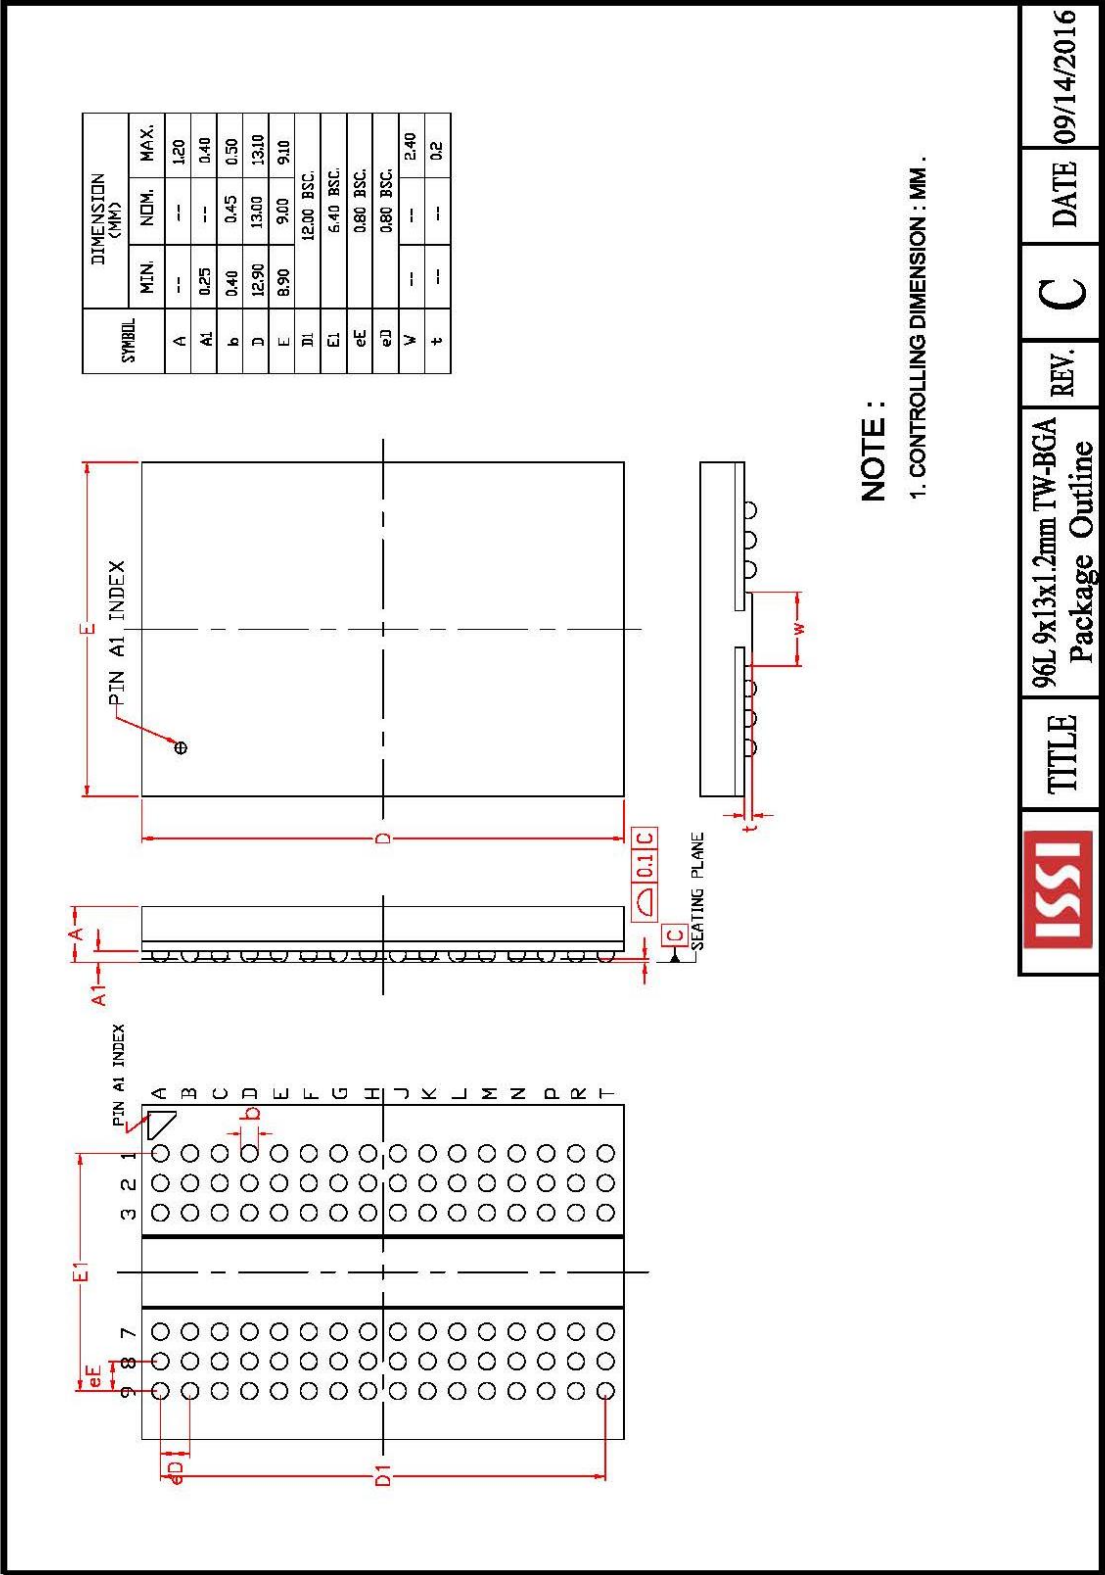 SYMBOL DIMENSION
(MM)
MIN. NOM. MAX.
A -- -- 1.20
A1 0.25 -- 0.40
b 0.40 0.45 0.50
D 12.90 13.00 13.10
E 8.90 9.00 9.10
D1 12.00 BSC.
E1 6.40 BSC.
eE 0.80 BSC.
eD 0.80 BSC.
W -- -- 2.40
t -- -- 0.2
E1
eE
9 8 7 3 2 1
PIN A1 INDEX
A
B
C
D
E
F
G
H
J
K
L
M
N
P
R
T
b
eD
D1
A1
A
0.1 C
C
SEATING PLANE
E
PIN A1 INDEX
D
t
w
NOTE :
1. CONTROLLING DIMENSION : MM .
ISSI
TITLE
96L 9x13x1.2mm TW-BGA
Package Outline
REV.
C
DATE
09/14/2016